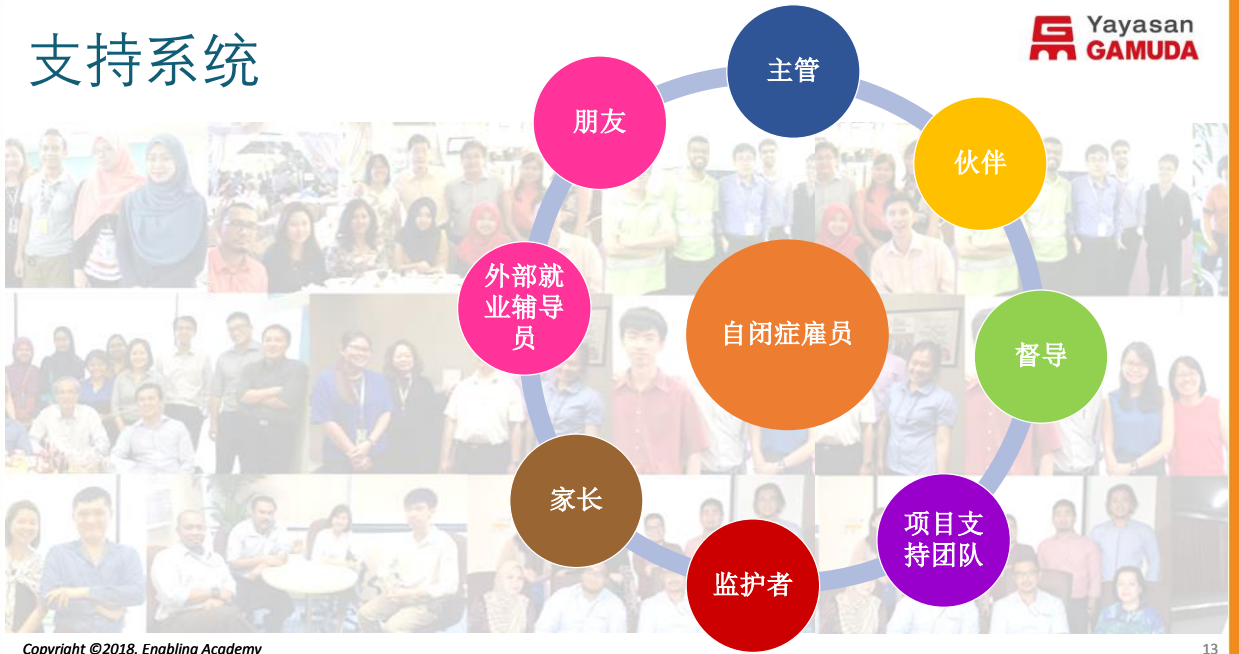 支持系统
Yayasan
GAMUDA
主管
朋友
伙伴
外部就
业辅导
员
自闭症雇员
督导
家长
项目支
持团队
监护者
Copyright ©2018. Enabling Academy
13